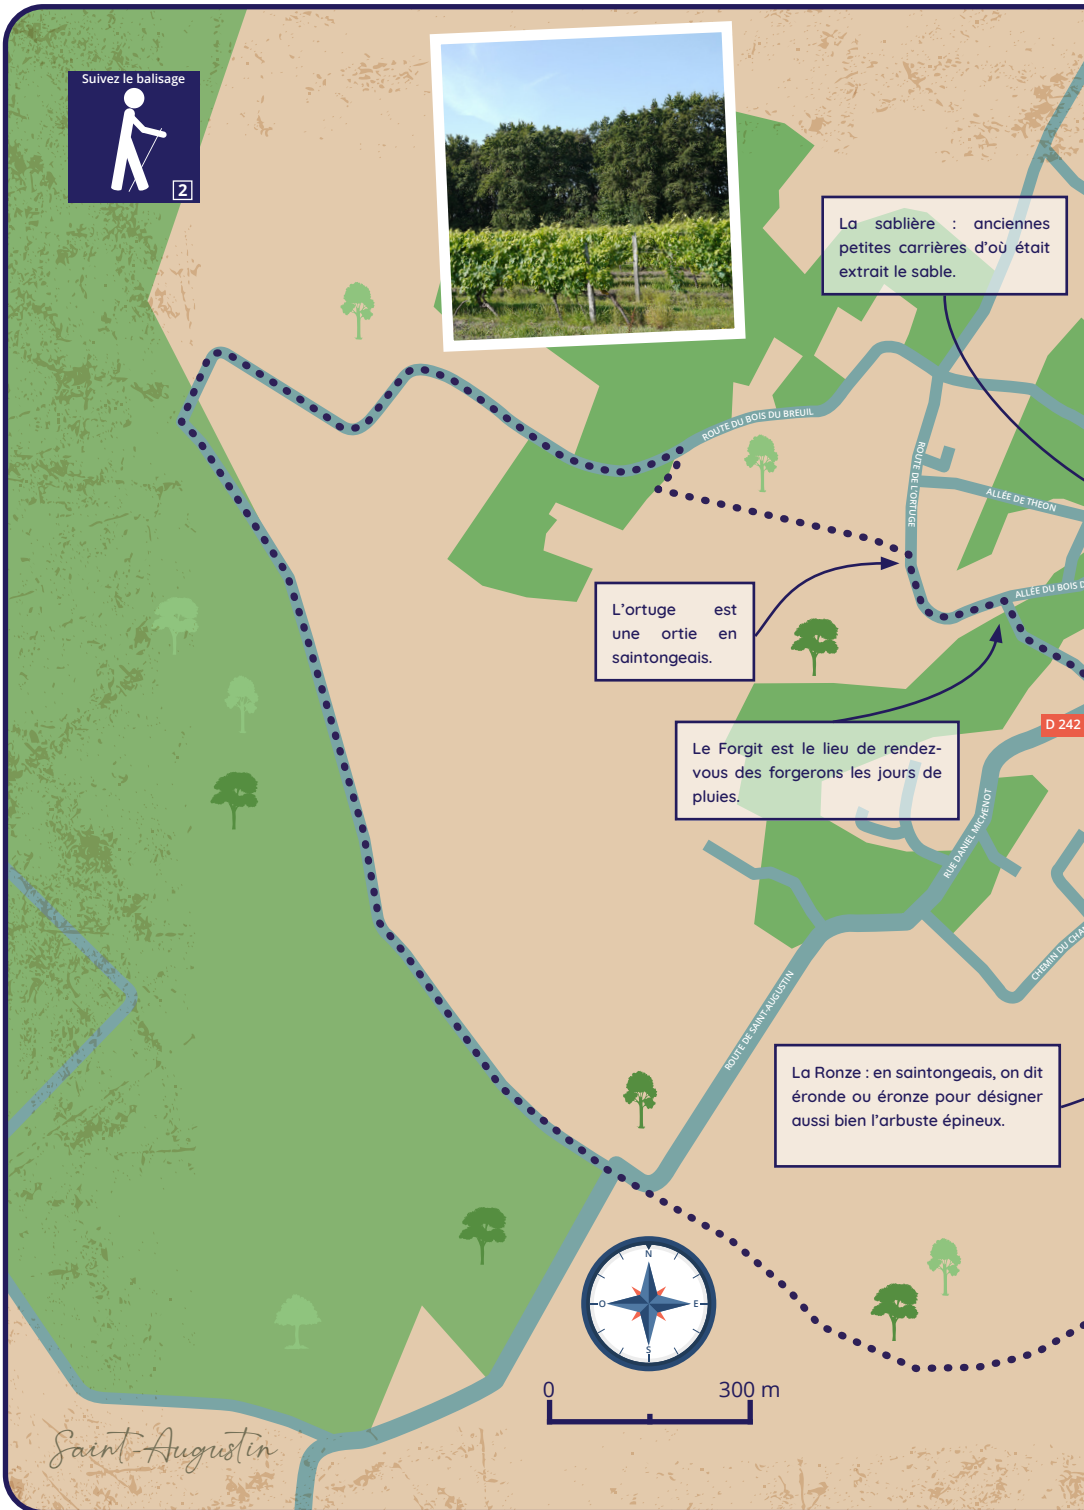 Suivez le balisage
2
La sablière : anciennes
petites carrières d'où était
extrait le sable.
ROUTE DU BOIS DU BREUIL
ROUTE DE L'ORTUGE
ALLÉE DE THEON
ALLÉE DU BOIS D
L'ortuge est
une ortie en
saintongeais.
Le Forgit est le lieu de rendez-
vous des forgerons les jours de
pluies.
D 242
RUE DANIEL MICHENOT
CHEMIN DU CHA
ROUTE DE SAINT-AUGUSTIN
La Ronze : en saintongeais, on dit
éronde ou éronze pour désigner
aussi bien l'arbuste épineux.
N
O
E
S
0
300 m
Saint-Augustin